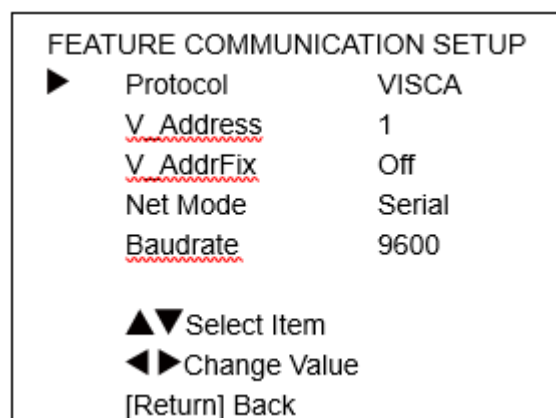 FEATURE COMMUNICATION SETUP
▶ Protocol VISCA
V_Address 1
V_AddrFix Off
Net Mode Serial
Baudrate 9600
▲▼Select Item
◀▶Change Value
[Return] Back